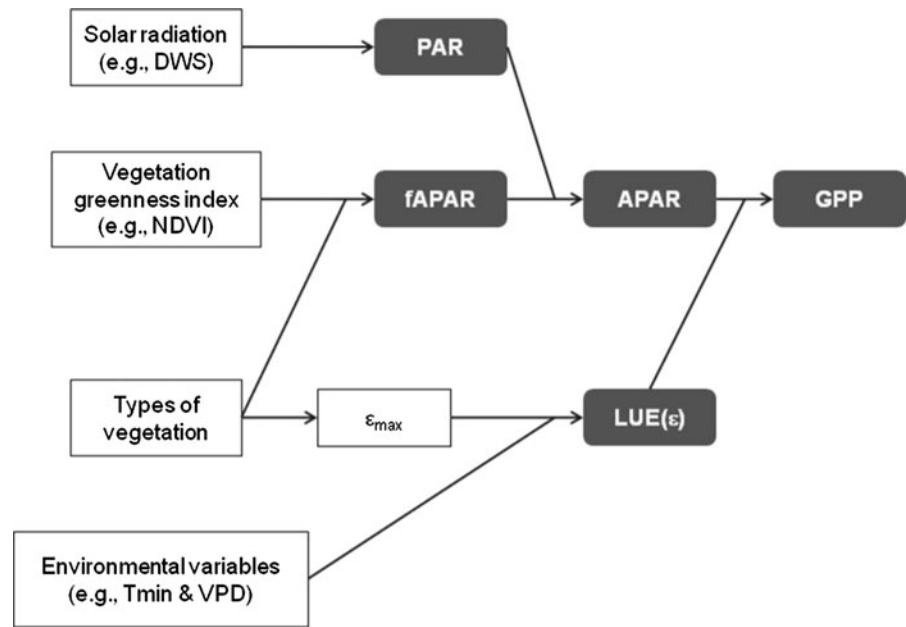 Solar radiation
(e.g., DWS)
PAR
Vegetation
greenness index
(e.g., NDVI)
fAPAR
APAR
GPP
Types of
vegetation
εmax
LUE(ε)
Environmental variables
(e.g., Tmin & VPD)